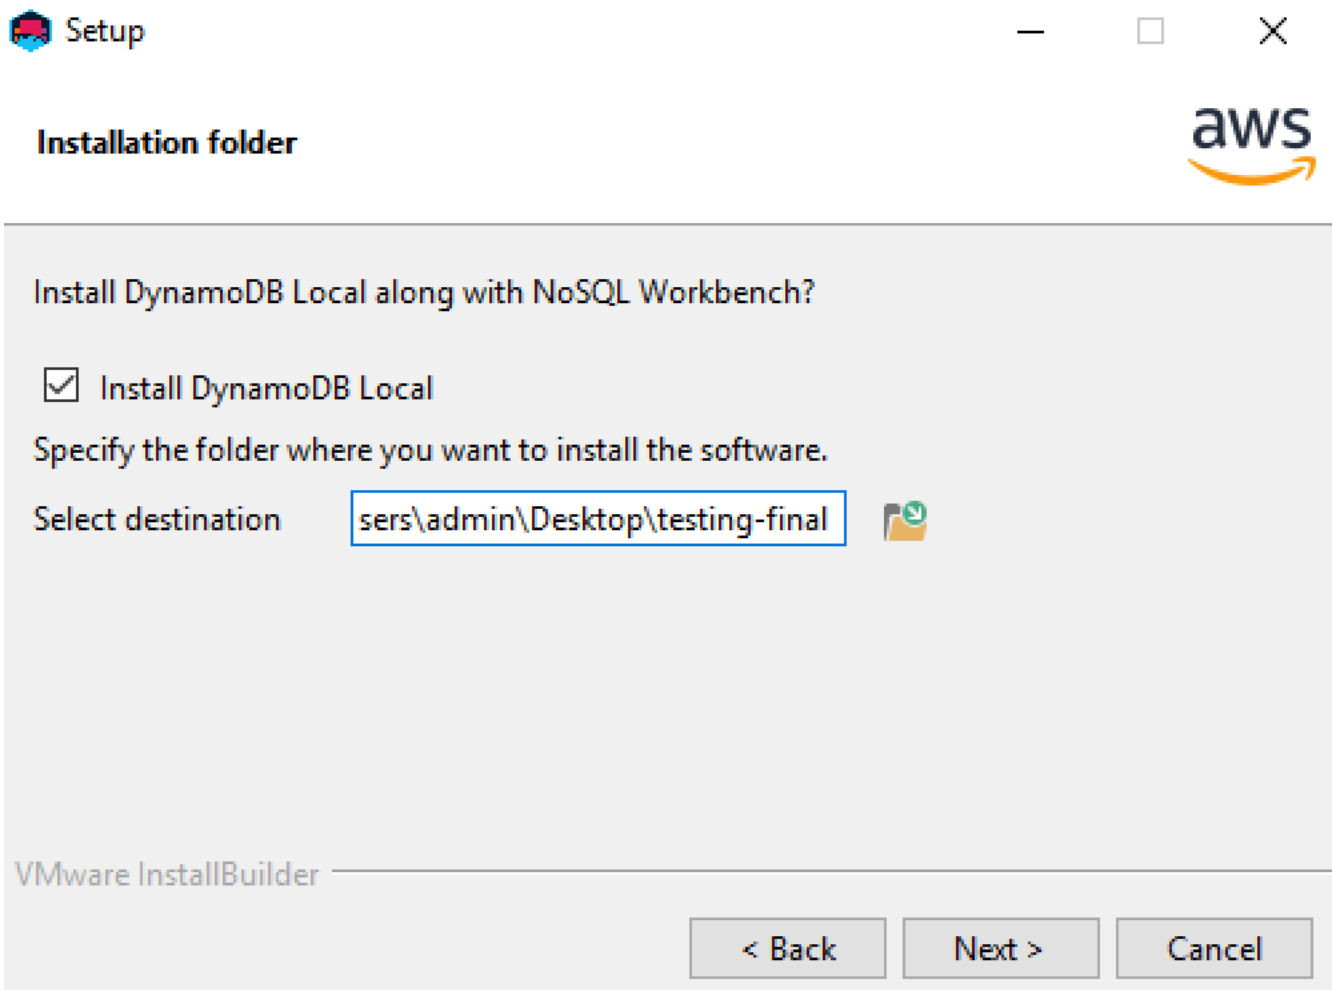 Setup
Installation folder
aws
Install DynamoDB Local along with NoSQL Workbench?
Install DynamoDB Local
Specify the folder where you want to install the software.
Select destination sers\admin\Desktop\testing-final
VMware InstallBuilder
< Back Next > Cancel